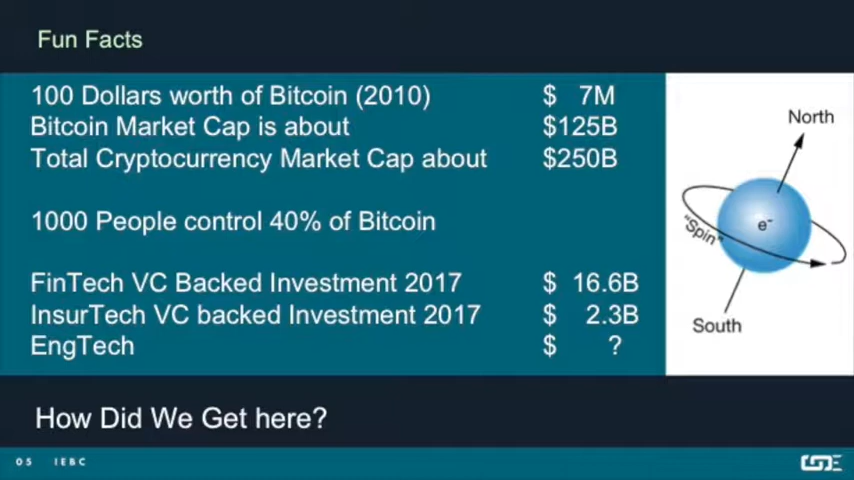 Fun Facts
100 Dollars worth of Bitcoin (2010) $ 7M
Bitcoin Market Cap is about $125B
Total Cryptocurrency Market Cap about $250B
1000 People control 40% of Bitcoin
FinTech VC Backed Investment 2017 $ 16.6B
InsurTech VC backed Investment 2017 $ 2.3B
EngTech $ ?
North
e-
"Spin"
South
How Did We Get here?
05 IEBC